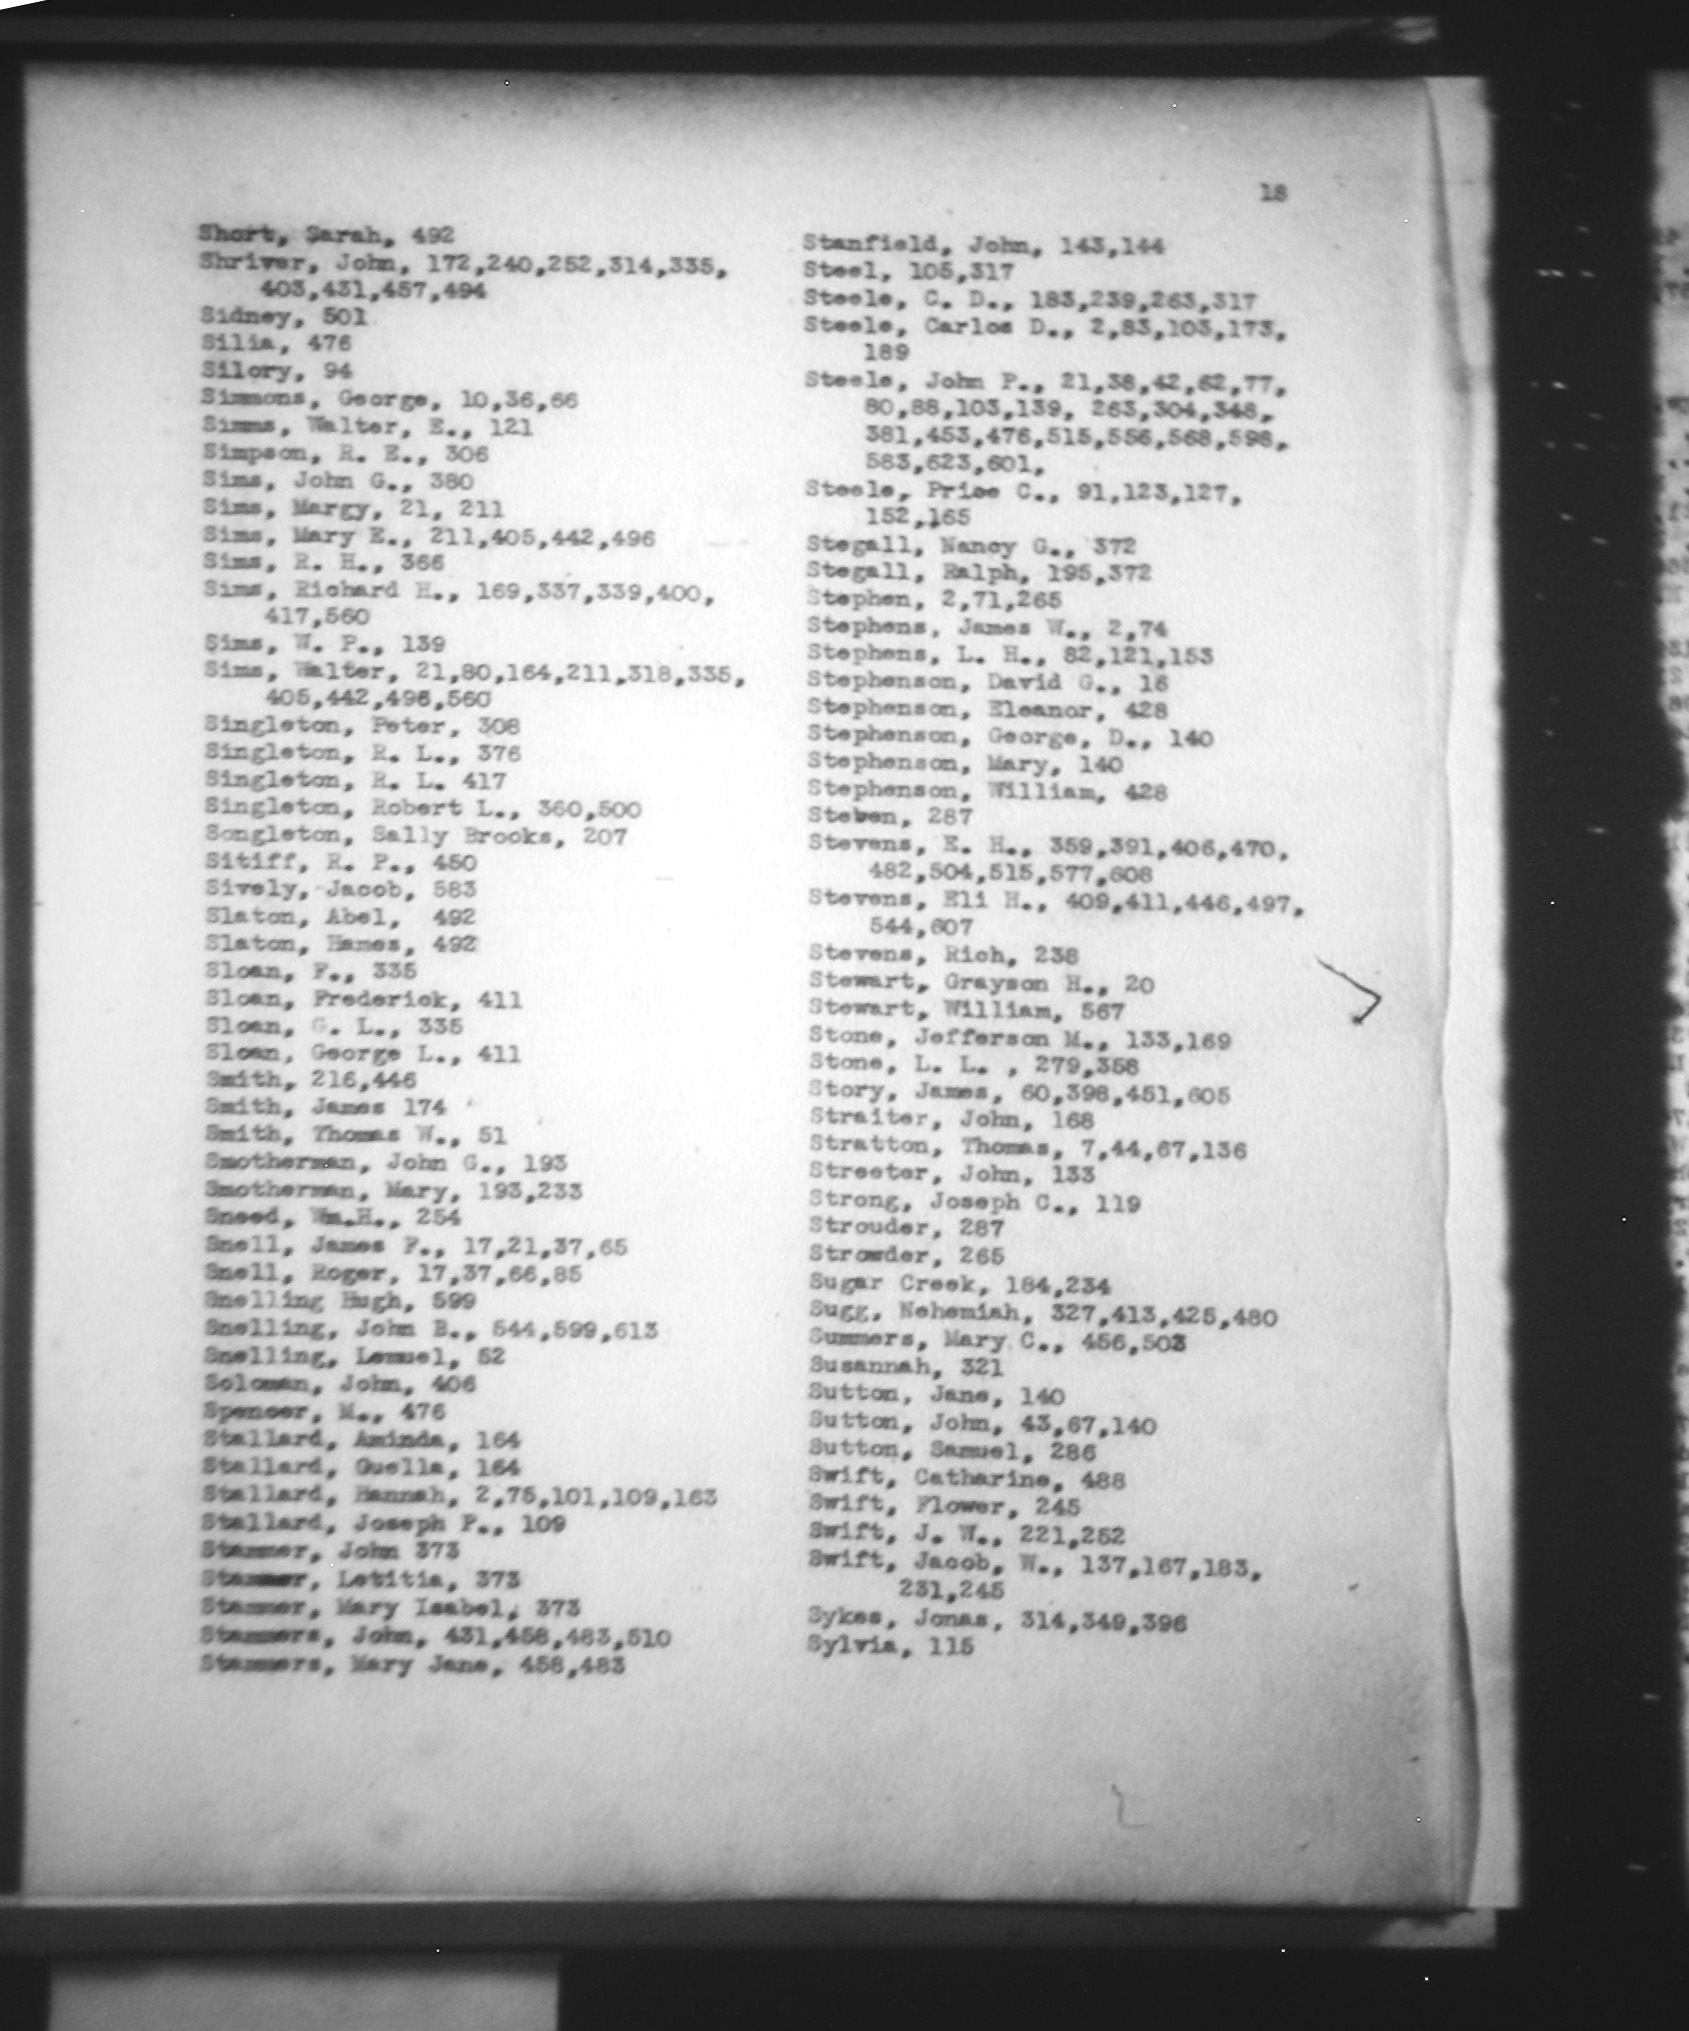 18
Short, Sarah, 492
Shriver, John, 172,240,252,314,335,
403,431,457,494
Sidney, 501
Silia, 476
Silory, 94
Simmons, George, 10,36,66
Simms, Walter, E., 121
Simpson, R. E., 306
Sims, John G., 380
Sims, Margy, 21, 211
Sims, Mary E., 211,405,442,496
Sims, R. H., 366
Sims, Richard H., 169,337,339,400,
417,560
Sims, W. P., 139
Sims, Walter, 21,80,164,211,318,335,
405,442,496,560
Singleton, Peter, 308
Singleton, R. L., 376
Singleton, R. L. 417
Singleton, Robert L., 360,500
Songleton, Sally Brooks, 207
Sitiff, R. P., 450
Sively, Jacob, 583
Slaton, Abel, 492
Slaton, Hames, 492
Sloan, F., 335
Sloan, Frederick, 411
Sloan, G. L., 335
Sloan, George L., 411
Smith, 216,446
Smith, James 174
Smith, Thomas W., 51
Smotherman, John G., 193
Smotherman, Mary, 193,233
Sneed, Wm.H., 254
Snell, James F., 17,21,37,65
Snell, Roger, 17,37,66,85
Snelling Hugh, 599
Snelling, John B., 544,599,613
Snelling, Lemuel, 52
Soloman, John, 406
Spencer, M., 476
Stallard, Aminda, 164
Stallard, Guella, 164
Stallard, Hannah, 2,75,101,109,163
Stallard, Joseph P., 109
Stammer, John 373
Stammer, Letitia, 373
Stammer, Mary Isabel, 373
Stammers, John, 431,458,483,510
Stammers, Mary Jane, 458,483
Stanfield, John, 143,144
Steel, 105,317
Steele, C. D., 183,239,263,317
Steele, Carlos D., 2,83,103,173,
189
Steele, John P., 21,38,42,62,77,
80,88,103,139, 263,304,348,
381,453,476,515,556,568,598,
583,623,601,
Steele, Price C., 91,123,127,
152,165
Stegall, Nancy G., 372
Stegall, Ralph, 195,372
Stephen, 2,71,265
Stephens, James W., 2,74
Stephens, L. H., 82,121,153
Stephenson, David G., 16
Stephenson, Eleanor, 428
Stephenson, George, D., 140
Stephenson, Mary, 140
Stephenson, William, 428
Steven, 287
Stevens, E. H., 359,391,406,470,
482,504,515,577,608
Stevens, Eli H., 409,411,446,497,
544,607
Stevens, Rich, 238
Stewart, Grayson H., 20
Stewart, William, 567
Stone, Jefferson M., 133,169
Stone, L. L. , 279,358
Story, James, 60,398,451,605
Straiter, John, 168
Stratton, Thomas, 7,44,67,136
Streeter, John, 133
Strong, Joseph C., 119
Strouder, 287
Strowder, 265
Sugar Creek, 184,234
Sugg, Nehemiah, 327,413,425,480
Summers, Mary C., 456,503
Susannah, 321
Sutton, Jane, 140
Sutton, John, 43,67,140
Sutton, Samuel, 286
Swift, Catharine, 488
Swift, Flower, 245
Swift, J. W., 221,252
Swift, Jacob, W., 137,167,183,
231,245
Sykes, Jonas, 314,349,396
Sylvia, 115